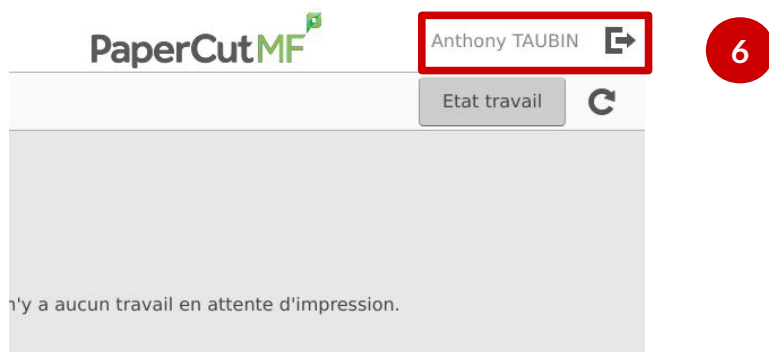 PaperCutMF
Anthony TAUBIN
6
Etat travail
n'y a aucun travail en attente d'impression.